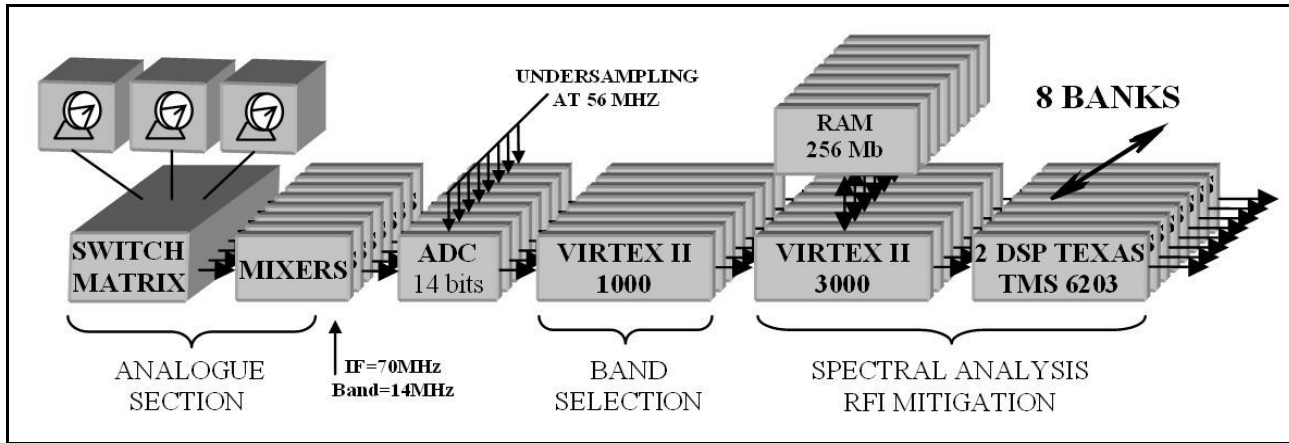 UNDERSAMPLING
AT 56 MHZ
8 BANKS
RAM
256 Mb
SWITCH
MATRIX
MIXERS
ADC
14 bits
VIRTEX II
1000
VIRTEX II
3000
2 DSP TEXAS
TMS 6203
ANALOGUE
SECTION
IF=70MHz
Band=14MHz
BAND
SELECTION
SPECTRAL ANALYSIS
RFI MITIGATION